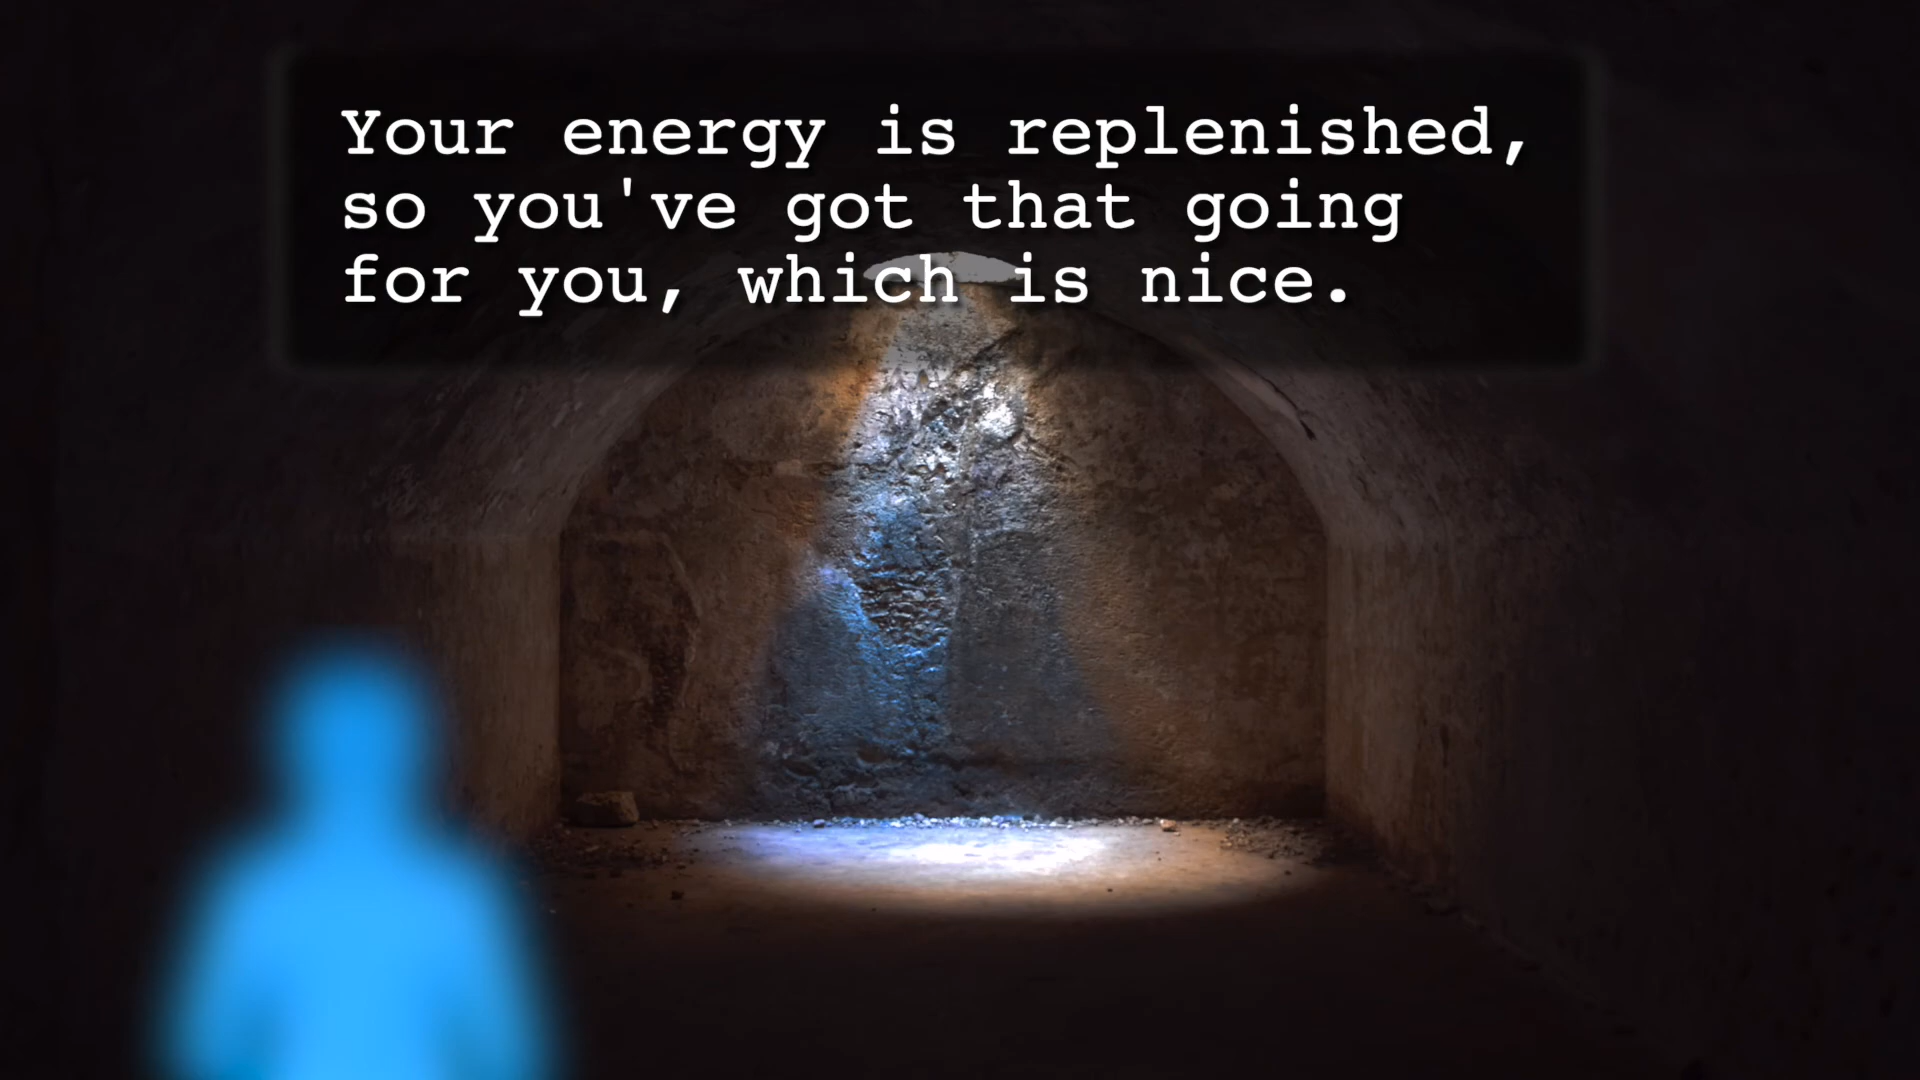 Your energy is replenished,
so you've got that going
for you, which is nice.